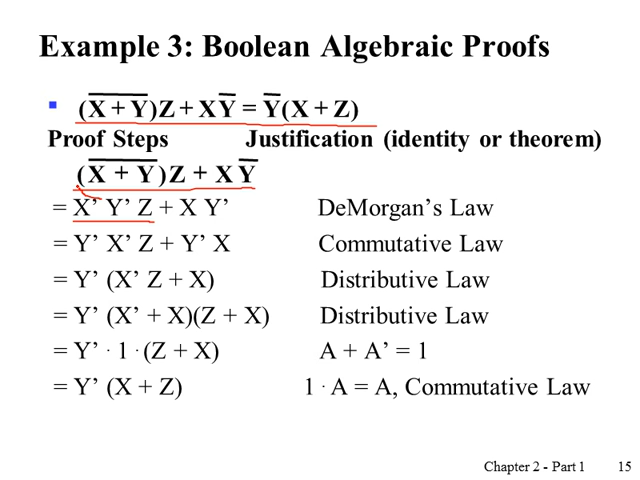 Example 3: Boolean Algebraic Proofs
▪ (X̅ ̅+̅ ̅Y̅)Z + XY̅ = Y̅(X + Z)
Proof Steps Justification (identity or theorem)
(X̅ ̅+̅ ̅Y̅)Z + XY̅
= X’ Y’ Z + X Y’ DeMorgan’s Law
= Y’ X’ Z + Y’ X Commutative Law
= Y’ (X’ Z + X) Distributive Law
= Y’ (X’ + X)(Z + X) Distributive Law
= Y’ · 1 · (Z + X) A + A’ = 1
= Y’ (X + Z) 1 · A = A, Commutative Law
Chapter 2 - Part 1 15